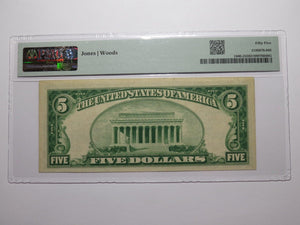 Jones | Woods
Fifty Five
THE UNITED STATES OF AMERICA
5 5
FIVE FIVE
FIVE DOLLARS